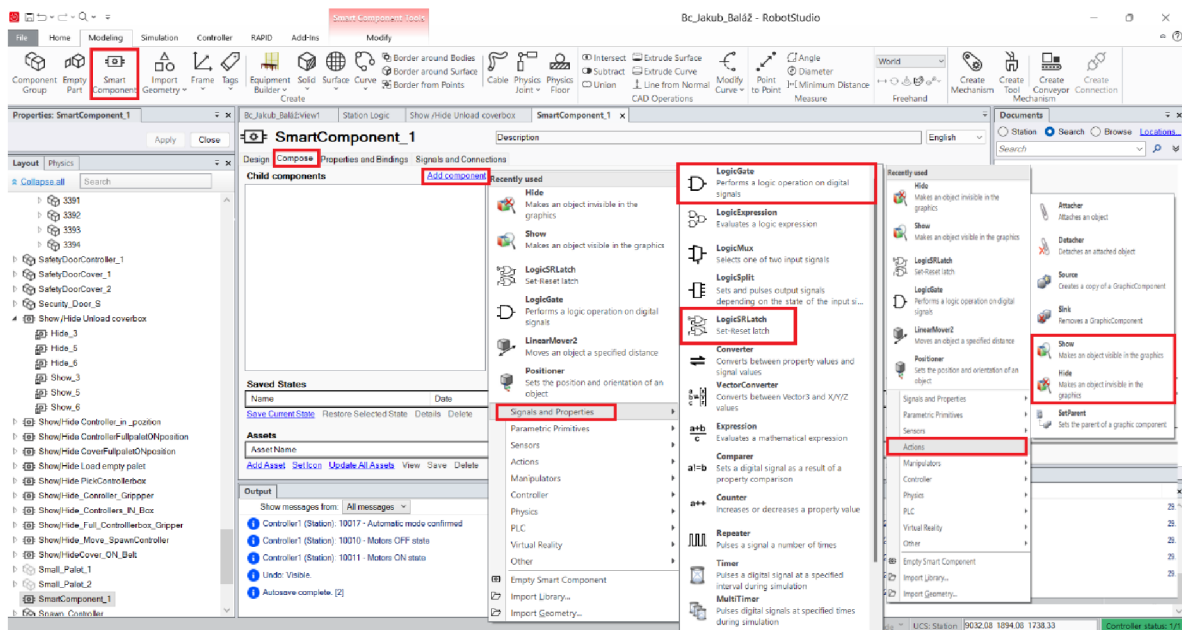 Smart Component Tools
Bc_Jakub_Baláž - RobotStudio
File Home Modeling Simulation Controller RAPID Add-Ins Modify
Component Group
Empty Part
Smart Component
Import Geometry
Frame
Tags
Equipment Builder
Solid
Surface
Curve
Border around Bodies
Border around Surface
Border from Points
Create
Cable
Physics Joint
Physics Floor
Intersect
Extrude Surface
Subtract
Extrude Curve
Union
Line from Normal
Modify Curve
CAD Operations
Point to Point
Angle
Diameter
Minimum Distance
Measure
World
Freehand
Create Mechanism
Create Tool
Create Conveyor
Create Connection
Mechanism
Properties: SmartComponent_1
Apply Close
Layout Physics
Collapse all Search
3391
3392
3393
3394
SafetyDoorController_1
SafetyDoorCover_1
SafetyDoorCover_2
Security_Door_S
Show /Hide Unload coverbox
Hide_3
Hide_5
Hide_6
Show_3
Show_5
Show_6
Show/Hide Controller_in _pozition
Show/Hide ControllerFullpaletONposition
Show/Hide CoverFullpaletONposition
Show/Hide Load empty palet
Show/Hide PickControllerbox
Show/Hide_Conroller_Grippper
Show/Hide_Controllers_IN_Box
Show/Hide_Full_Controlllerbox_Gripper
Show/Hide_Move_SpawnController
Show/HideCover_ON_Belt
Small_Palat_1
Small_Palat_2
SmartComponent_1
Spawn_Controller
Bc_Jakub_Baláž:View1 Station Logic Show /Hide Unload coverbox SmartComponent_1
SmartComponent_1 Description English
Design Compose Properties and Bindings Signals and Connections
Child components Add component
Saved States
Name Date
Save Current State Restore Selected State Details Delete
Assets
Asset Name
Add Asset Set Icon Update All Assets View Save Delete
Output
Show messages from: All messages
Controller1 (Station): 10017 - Automatic mode confirmed
Controller1 (Station): 10010 - Motors OFF state
Controller1 (Station): 10011 - Motors ON state
Undo: Visible.
Autosave complete. [2]
Recently used
Hide
Makes an object invisible in the
graphics
Show
Makes an object visible in the graphics
LogicSRLatch
Set-Reset latch
LogicGate
Performs a logic operation on digital
signals
LinearMover2
Moves an object a specified distance
Positioner
Sets the position and orientation of an
object
Signals and Properties
Parametric Primitives
Sensors
Actions
Manipulators
Controller
Physics
PLC
Virtual Reality
Other
Empty Smart Component
Import Library...
Import Geometry...
LogicGate
Performs a logic operation on digital
signals
LogicExpression
Evaluates a logic expression
LogicMux
Selects one of two input signals
LogicSplit
Sets and pulses output signals
depending on the state of the input si...
LogicSRLatch
Set-Reset latch
Converter
Converts between property values and
signal values
VectorConverter
Converts between Vector3 and X/Y/Z
values
a+b
c
Expression
Evaluates a mathematical expression
a!=b
Comparer
Sets a digital signal as a result of a
property comparison
a++
Counter
Increases or decreases a property value
Repeater
Pulses a signal a number of times
Timer
Pulses a digital signal at a specified
interval during simulation
MultiTimer
Pulses digital signals at specified times
during simulation
Recently used
Hide
Makes an object invisible in the
graphics
Show
Makes an object visible in the graphics
LogicSRLatch
Set-Reset latch
LogicGate
Performs a logic operation on digital
signals
LinearMover2
Moves an object a specified distance
Positioner
Sets the position and orientation of an
object
Signals and Properties
Parametric Primitives
Sensors
Actions
Manipulators
Controller
Physics
PLC
Virtual Reality
Other
Empty Smart Component
Import Library...
Import Geometry...
Documents
Station Search Browse Locations...
Search
Attacher
Attaches an object
Detacher
Detaches an attached object
Source
Creates a copy of a GraphicComponent
Sink
Removes a GraphicComponent
Show
Makes an object visible in the graphics
Hide
Makes an object invisible in the
graphics
SetParent
Sets the parent of a graphic component
29.
29.
29.
29.
29.
UCS: Station 9032.08 1894.08 1738.33 Controller status: 1/1